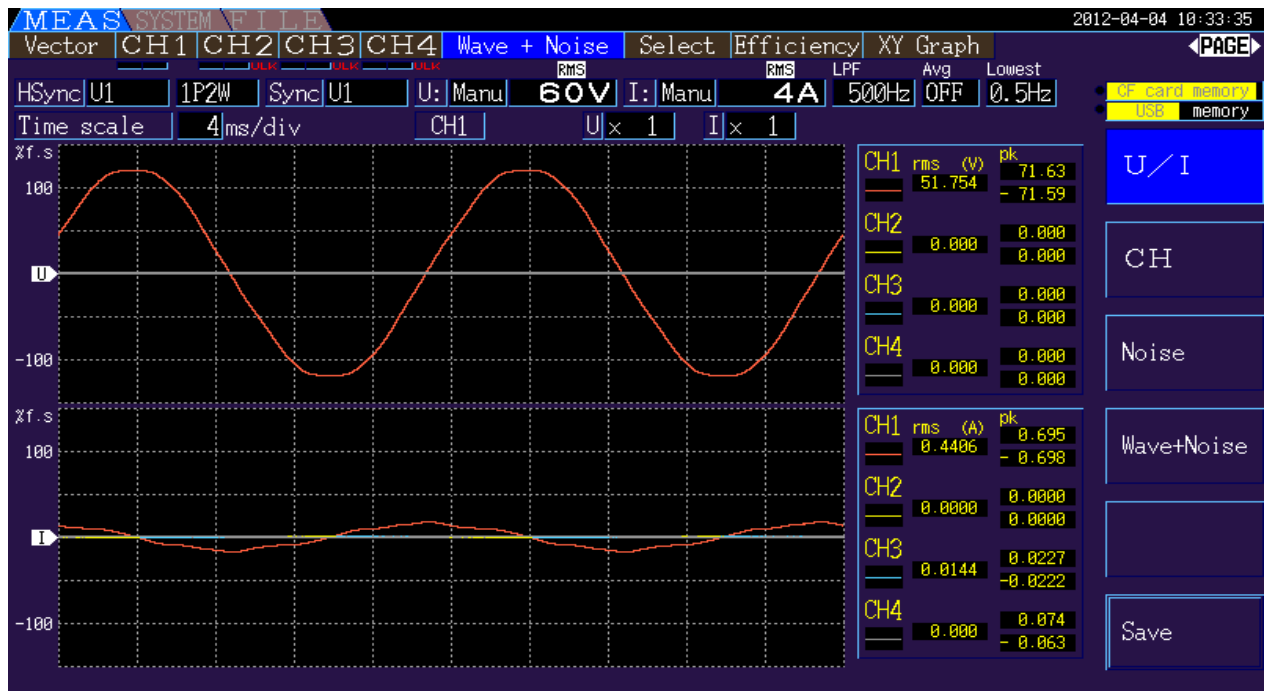 MEAS SYSTEM FILE 2012-04-04 10:33:35
Vector CH1 CH2 CH3 CH4 Wave + Noise Select Efficiency XY Graph PAGE
RMS RMS LPF Avg Lowest
HSync U1 1P2W Sync U1 U: Manu 60V I: Manu 4A 500Hz OFF 0.5Hz
CF card memory
USB memory
Time scale 4 ms/div CH1 U× 1 I× 1
%f.s
100
U
-100
CH1 rms (V) pk
51.754 71.63
- 71.59
CH2
0.000 0.000
0.000
CH3
0.000 0.000
0.000
CH4
0.000 0.000
0.000
%f.s
100
I
-100
CH1 rms (A) pk
0.4406 0.695
- 0.698
CH2
0.0000 0.0000
0.0000
CH3
0.0144 0.0227
-0.0222
CH4
0.000 0.074
- 0.063
U/I
CH
Noise
Wave+Noise
Save